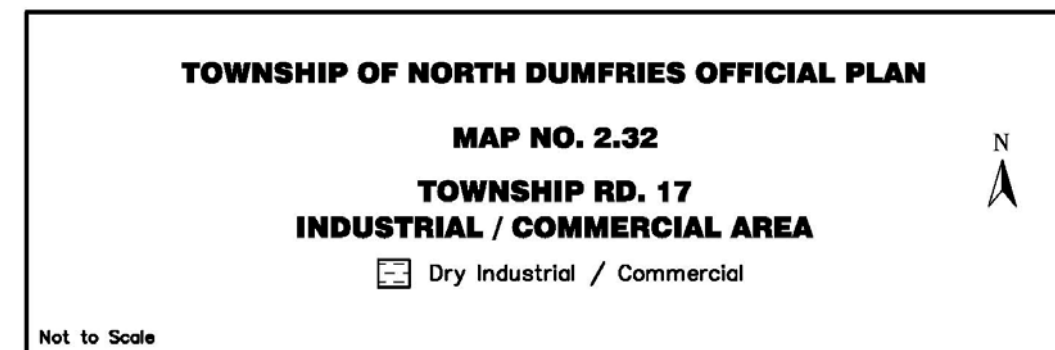 TOWNSHIP OF NORTH DUMFRIES OFFICIAL PLAN
MAP NO. 2.32
N
TOWNSHIP RD. 17
INDUSTRIAL / COMMERCIAL AREA
Dry Industrial / Commercial
Not to Scale